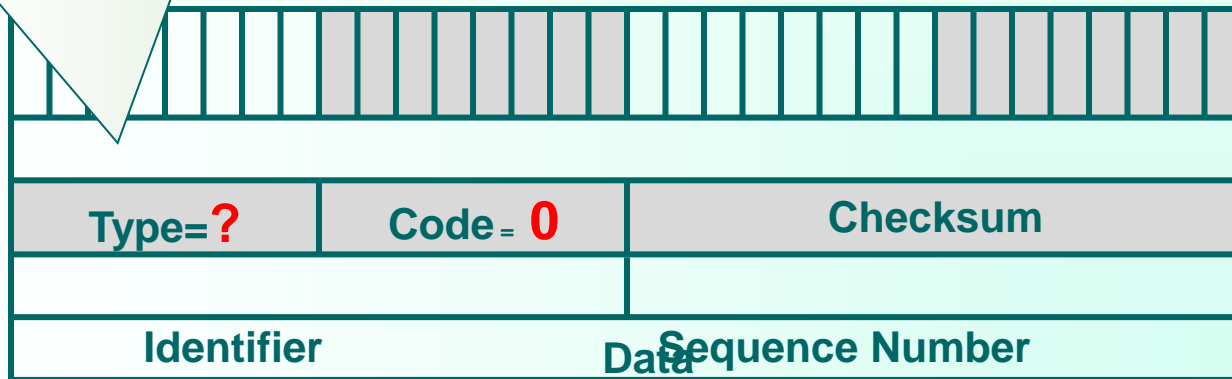 Type=? Code = 0 Checksum
Identifier Sequence Number
Data